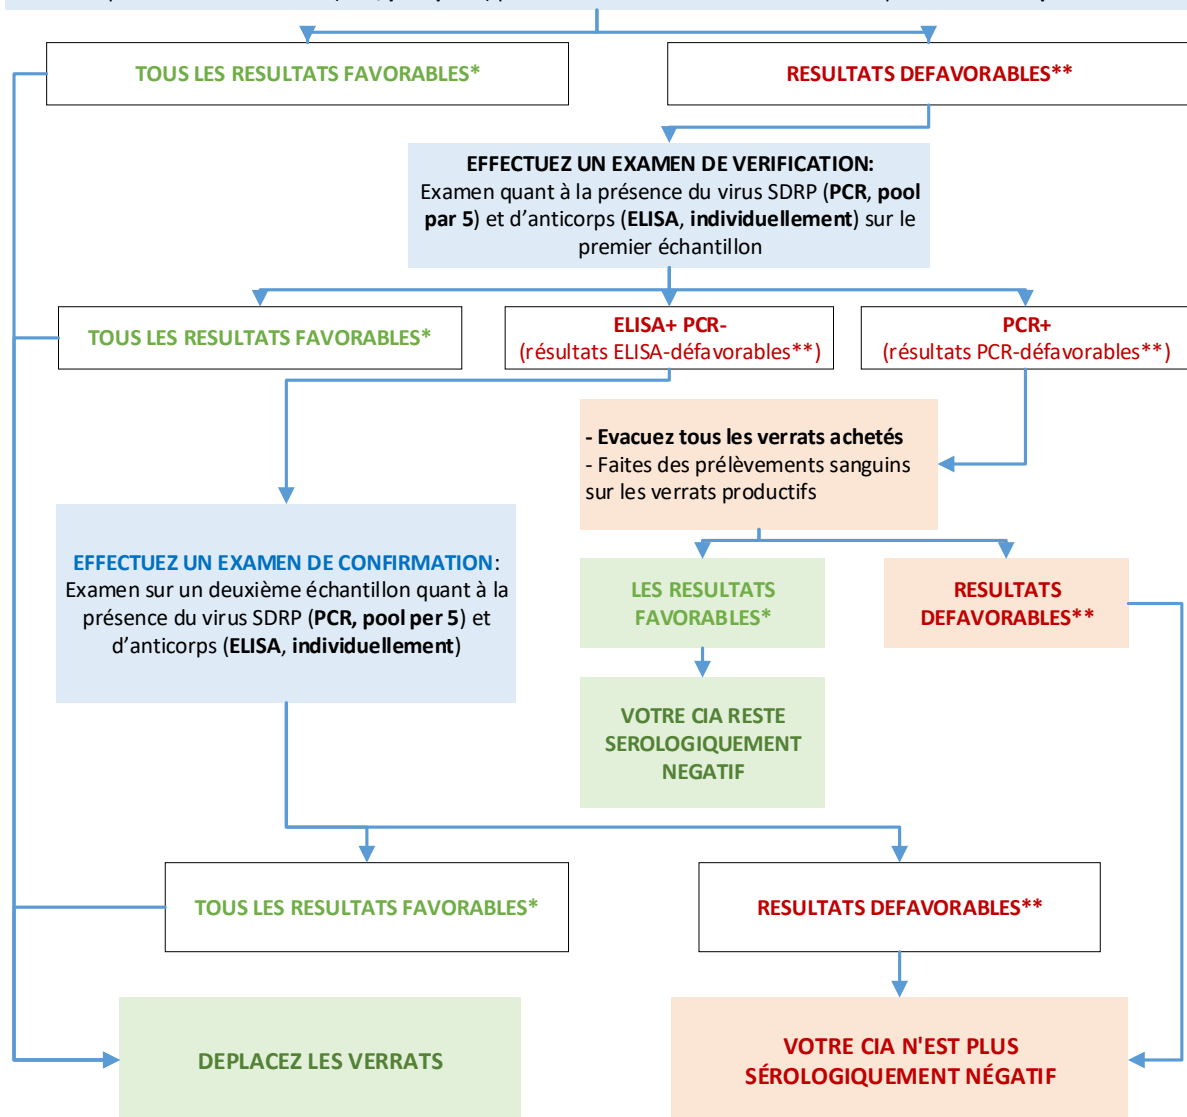 TOUS LES RESULTATS FAVORABLES*
RESULTATS DEFAVORABLES**
EFFECTUEZ UN EXAMEN DE VERIFICATION:
Examen quant à la présence du virus SDRP (PCR, pool
par 5) et d’anticorps (ELISA, individuellement) sur le
premier échantillon
TOUS LES RESULTATS FAVORABLES*
ELISA+ PCR-
(résultats ELISA-défavorables**)
PCR+
(résultats PCR-défavorables**)
- Evacuez tous les verrats achetés
- Faites des prélèvements sanguins
sur les verrats productifs
EFFECTUEZ UN EXAMEN DE CONFIRMATION:
Examen sur un deuxième échantillon quant à la
présence du virus SDRP (PCR, pool per 5) et
d’anticorps (ELISA, individuellement)
LES RESULTATS
FAVORABLES*
RESULTATS
DEFAVORABLES**
VOTRE CIA RESTE
SEROLOGIQUEMENT
NEGATIF
TOUS LES RESULTATS FAVORABLES*
RESULTATS DEFAVORABLES**
DEPLACEZ LES VERRATS
VOTRE CIA N'EST PLUS
SÉROLOGIQUEMENT NÉGATIF